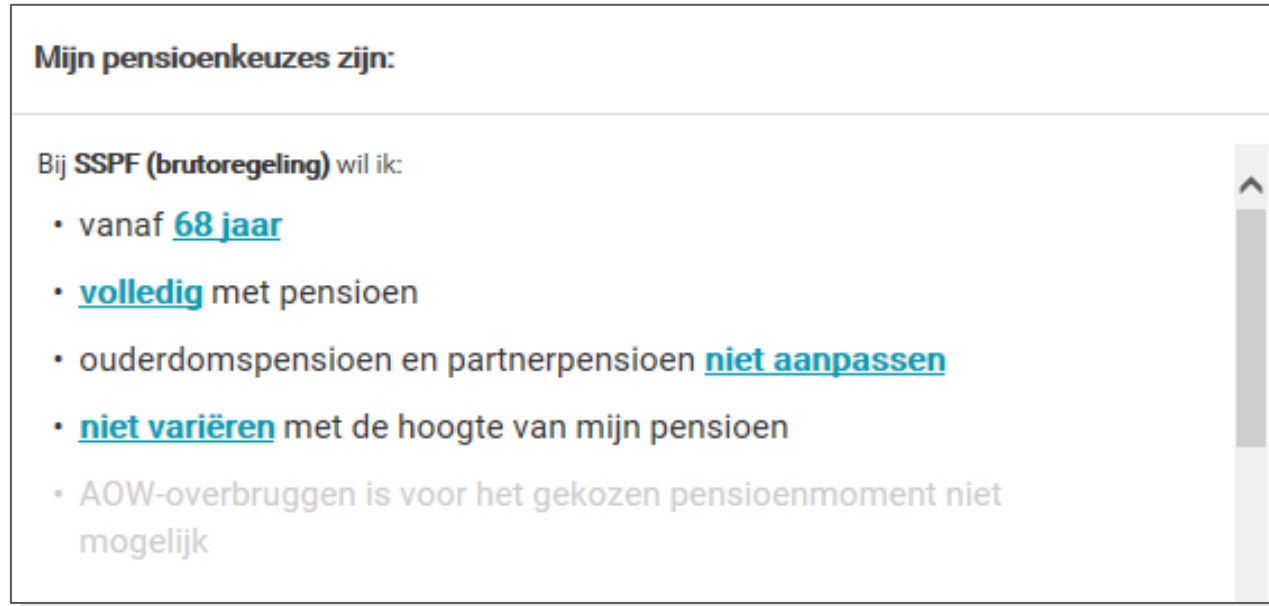 Mijn pensioenkeuzes zijn:
Bij SSPF (brutoregeling) wil ik:
• vanaf 68 jaar
• volledig met pensioen
• ouderdomspensioen en partnerpensioen niet aanpassen
• niet variëren met de hoogte van mijn pensioen
• AOW-overbruggen is voor het gekozen pensioenmoment niet
mogelijk